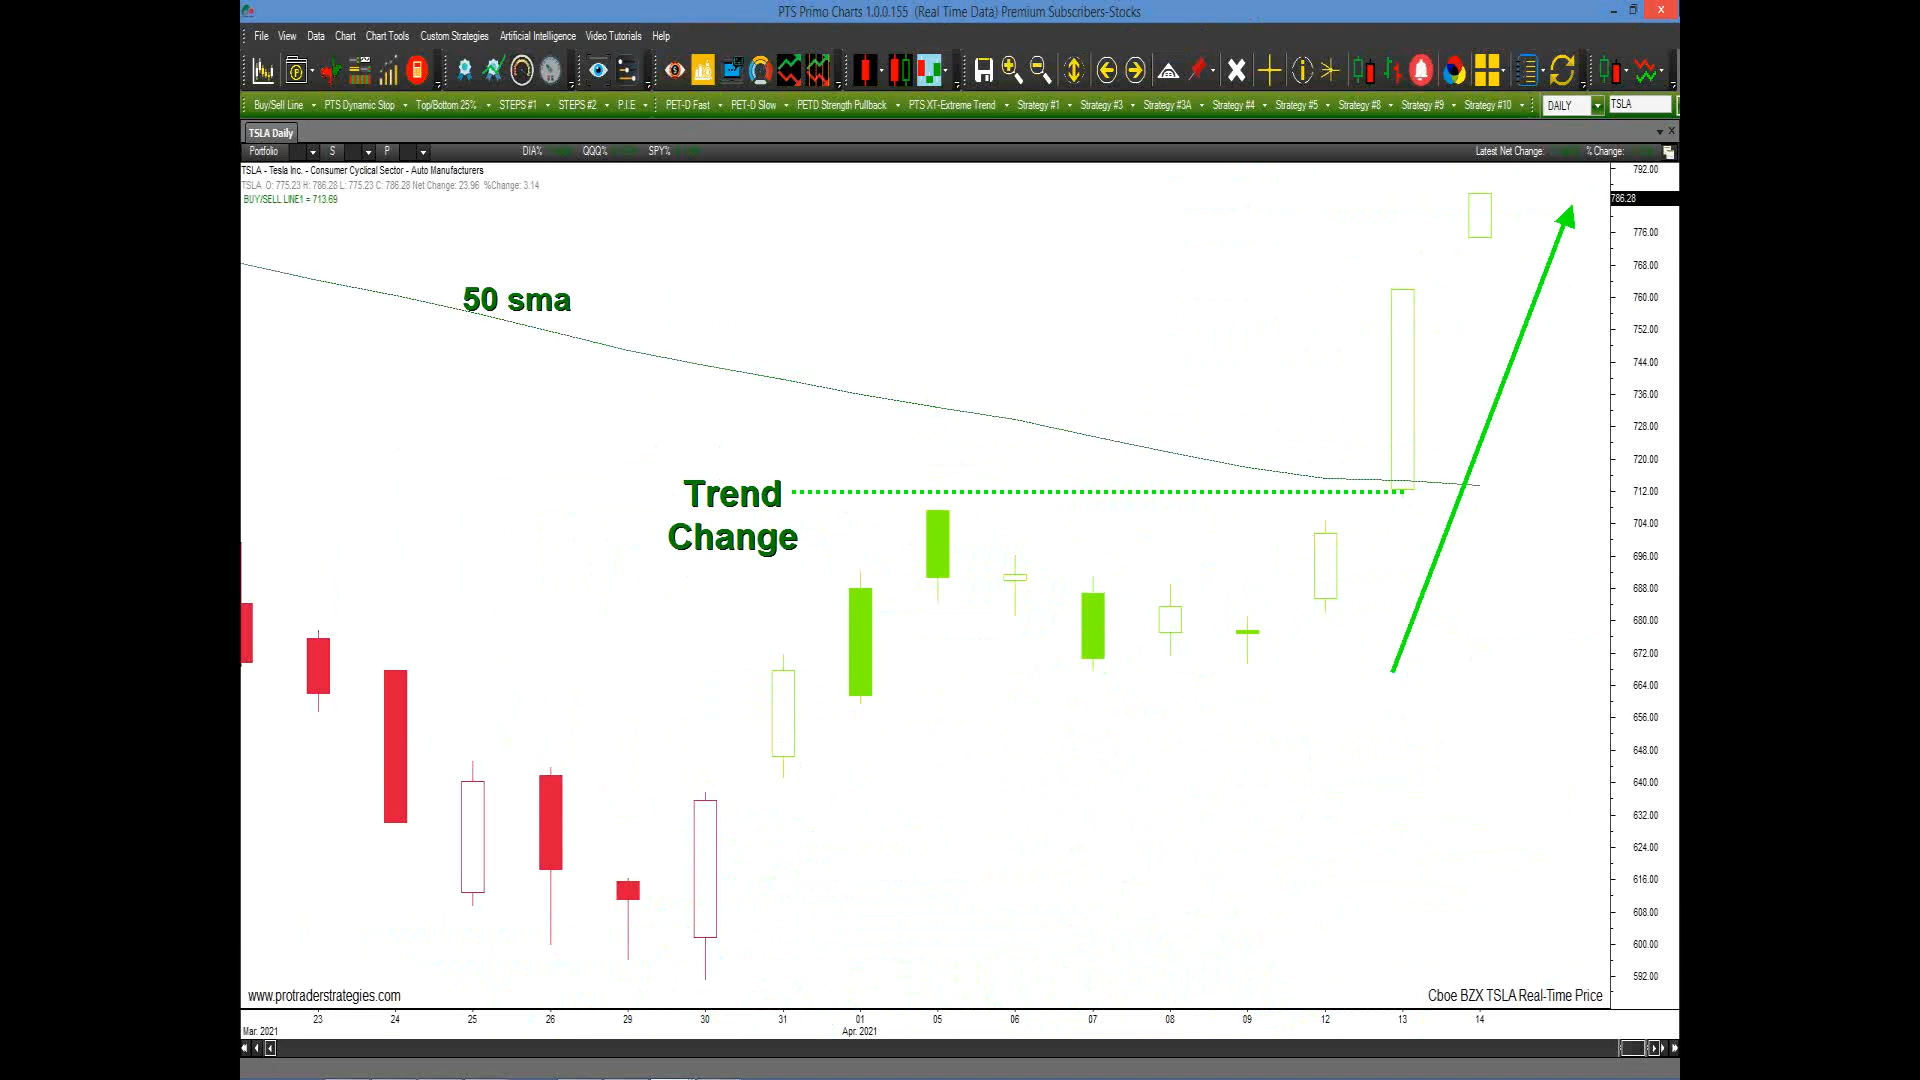 PTS Primo Charts 1.0.0.155 (Real Time Data) Premium Subscribers-Stocks
File View Data Chart Chart Tools Custom Strategies Artificial Intelligence Video Tutorials Help
Buy/Sell Line PTS Dynamic Stop Top/Bottom 25% STEPS #1 STEPS #2 P.I.E PET-D Fast PET-D Slow PETD Strength Pullback PTS XT-Extreme Trend Strategy #1 Strategy #3 Strategy #3A Strategy #4 Strategy #5 Strategy #8 Strategy #9 Strategy #10 DAILY TSLA
TSLA Daily
Portfolio S P DIA% QQQ% SPY% Latest Net Change: % Change:
TSLA - Tesla Inc. - Consumer Cyclical Sector - Auto Manufacturers
TSLA O: 775.23 H: 786.28 L: 775.23 C: 786.28 Net Change: 23.96 %Change: 3.14
BUY/SELL LINE1 = 713.69
792.00
786.28
776.00
768.00
760.00
752.00
744.00
736.00
728.00
720.00
712.00
704.00
696.00
688.00
680.00
672.00
664.00
656.00
648.00
640.00
632.00
624.00
616.00
608.00
600.00
592.00
50 sma
Trend
Change
www.protraderstrategies.com
Cboe BZX TSLA Real-Time Price
23 24 25 26 29 30 31 01 05 06 07 08 09 12 13 14
Mar. 2021 Apr. 2021